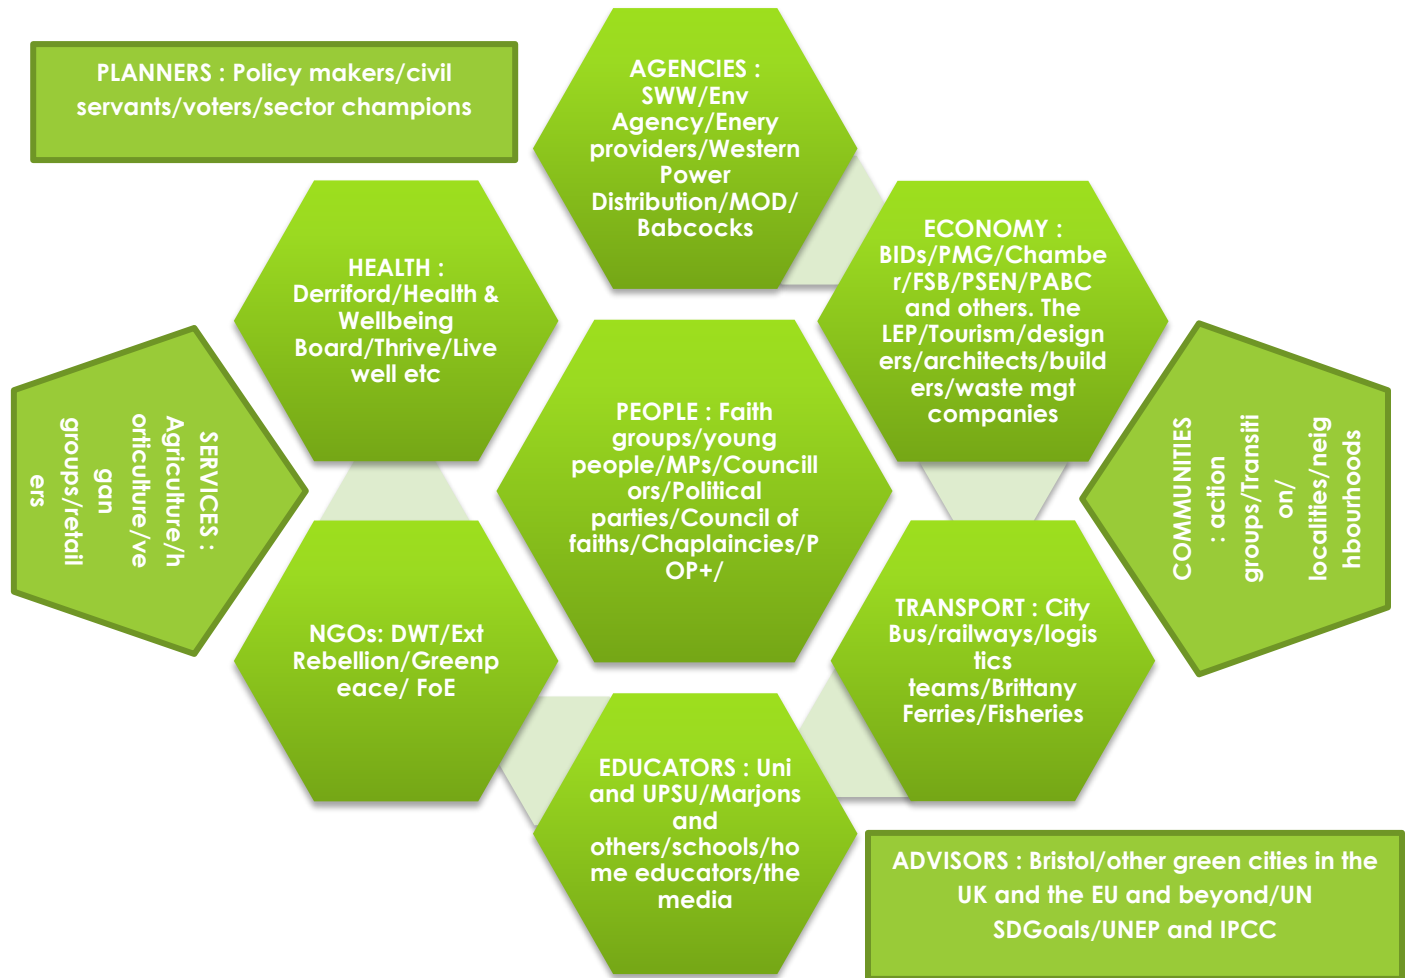 PLANNERS : Policy makers/civil
servants/voters/sector champions
AGENCIES :
SWW/Env
Agency/Enery
providers/Western
Power
Distribution/MOD/
Babcocks
HEALTH :
Derriford/Health &
Wellbeing
Board/Thrive/Live
well etc
ECONOMY :
BIDs/PMG/Chambe
r/FSB/PSEN/PABC
and others. The
LEP/Tourism/design
ers/architects/build
ers/waste mgt
companies
SERVICES :
Agriculture/h
orticulture/ve
gan
groups/retail
ers
PEOPLE : Faith
groups/young
people/MPs/Councill
ors/Political
parties/Council of
faiths/Chaplaincies/P
OP+/
COMMUNITIES
: action
groups/Transiti
on/
localities/neig
hbourhoods
NGOs: DWT/Ext
Rebellion/Greenp
eace/ FoE
TRANSPORT : City
Bus/railways/logis
tics
teams/Brittany
Ferries/Fisheries
EDUCATORS : Uni
and UPSU/Marjons
and
others/schools/ho
me educators/the
media
ADVISORS : Bristol/other green cities in the
UK and the EU and beyond/UN
SDGoals/UNEP and IPCC